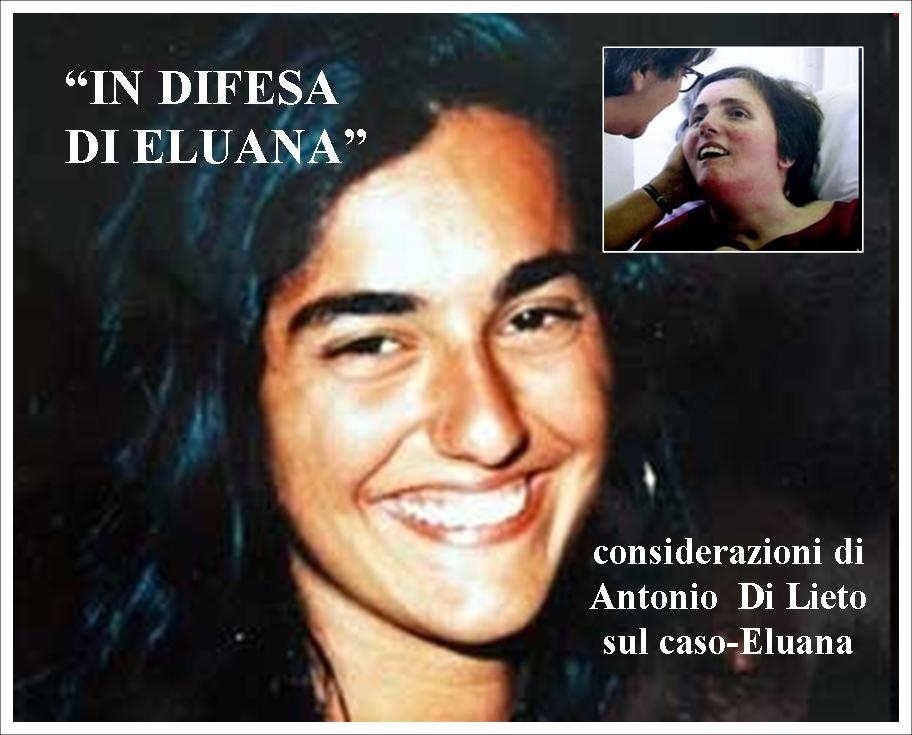 “IN DIFESA
DI ELUANA”
considerazioni di
Antonio  Di Lieto
sul caso-Eluana